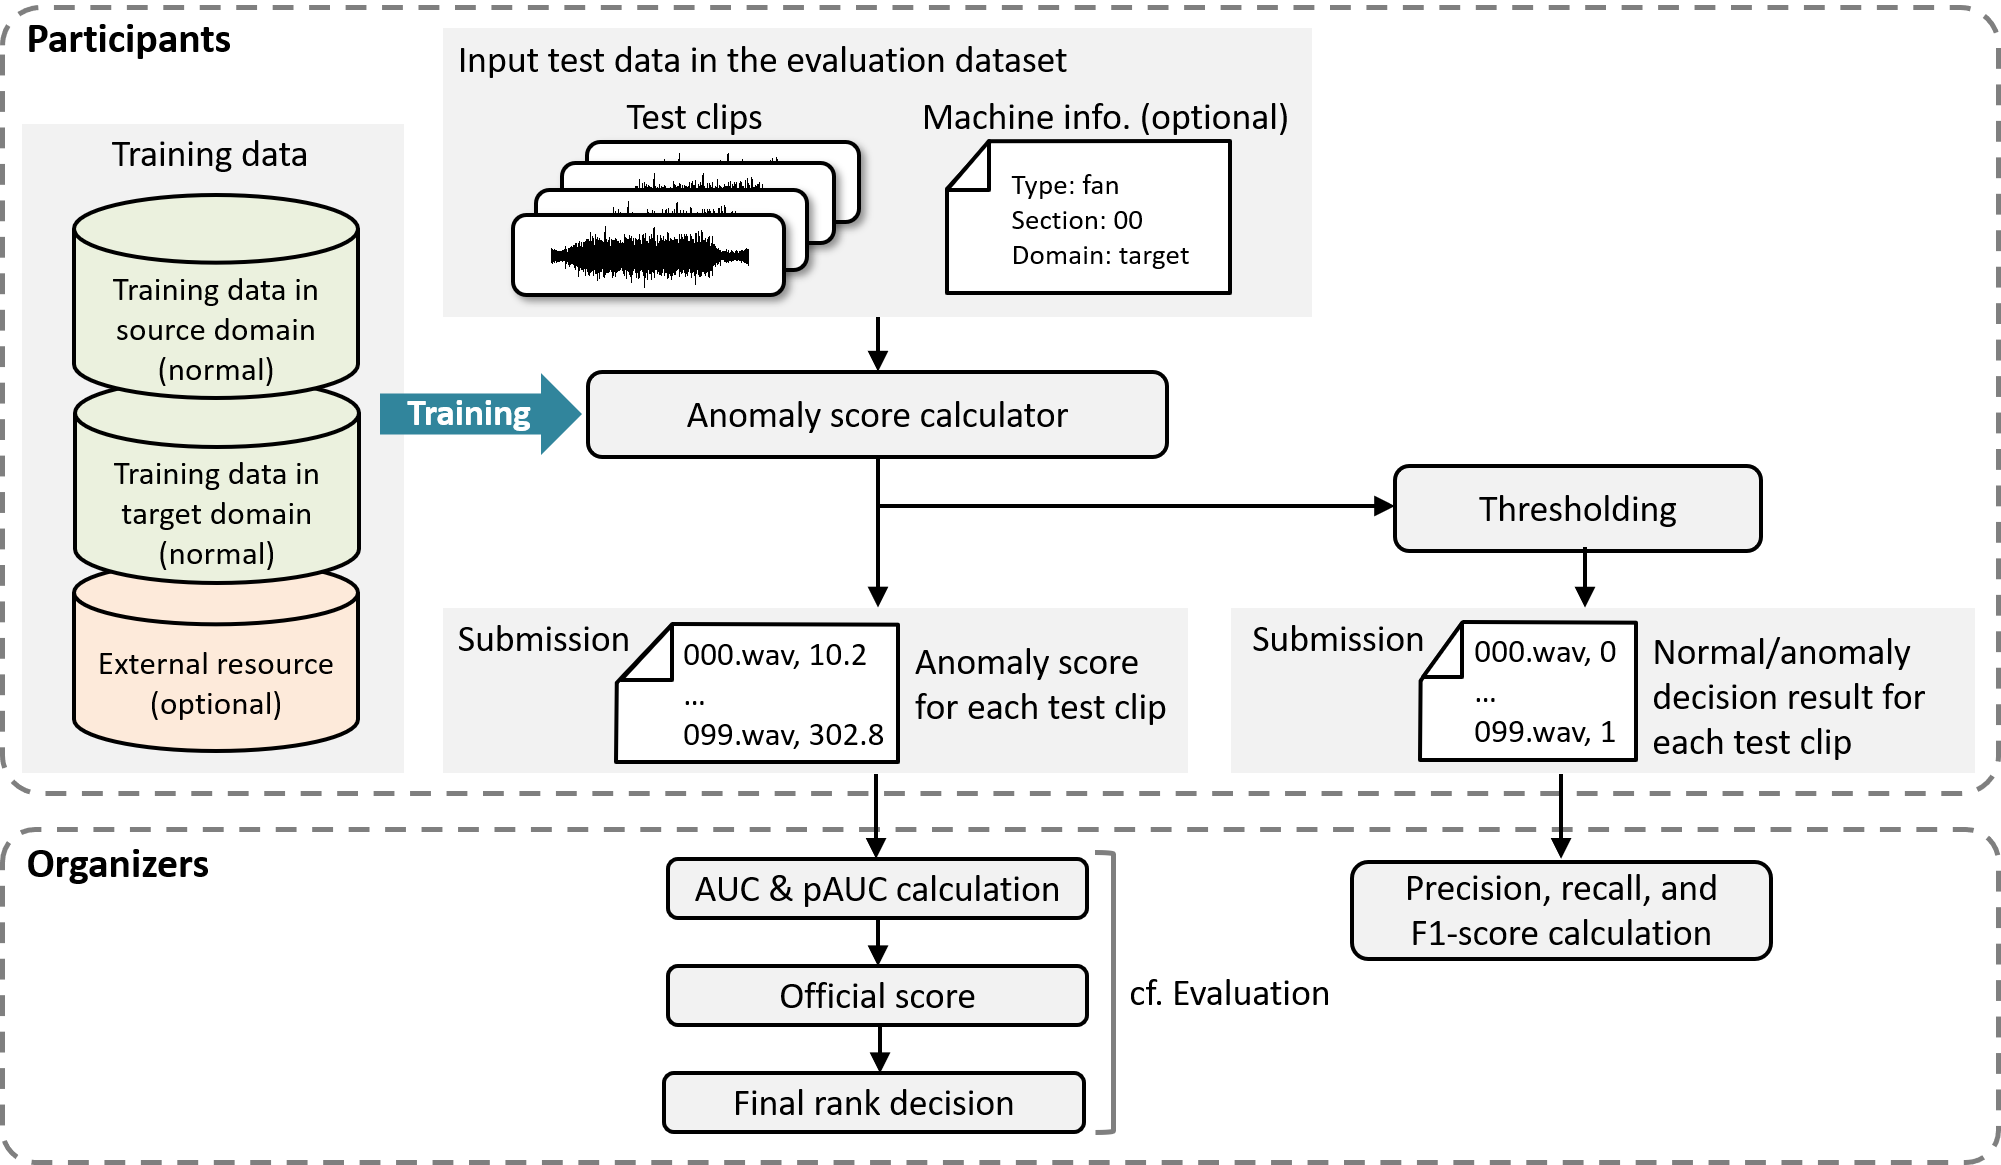 Participants
Input test data in the evaluation dataset
Test clips
Machine info. (optional)
Type: fan
Section: 00
Domain: target
Training data
Training data in
source domain
(normal)
Training data in
target domain
(normal)
External resource
(optional)
Training
Anomaly score calculator
Thresholding
Submission
000.wav, 10.2
...
099.wav, 302.8
Anomaly score
for each test clip
Submission
000.wav, 0
...
099.wav, 1
Normal/anomaly
decision result for
each test clip
Organizers
AUC & pAUC calculation
Official score
Final rank decision
cf. Evaluation
Precision, recall, and
F1-score calculation